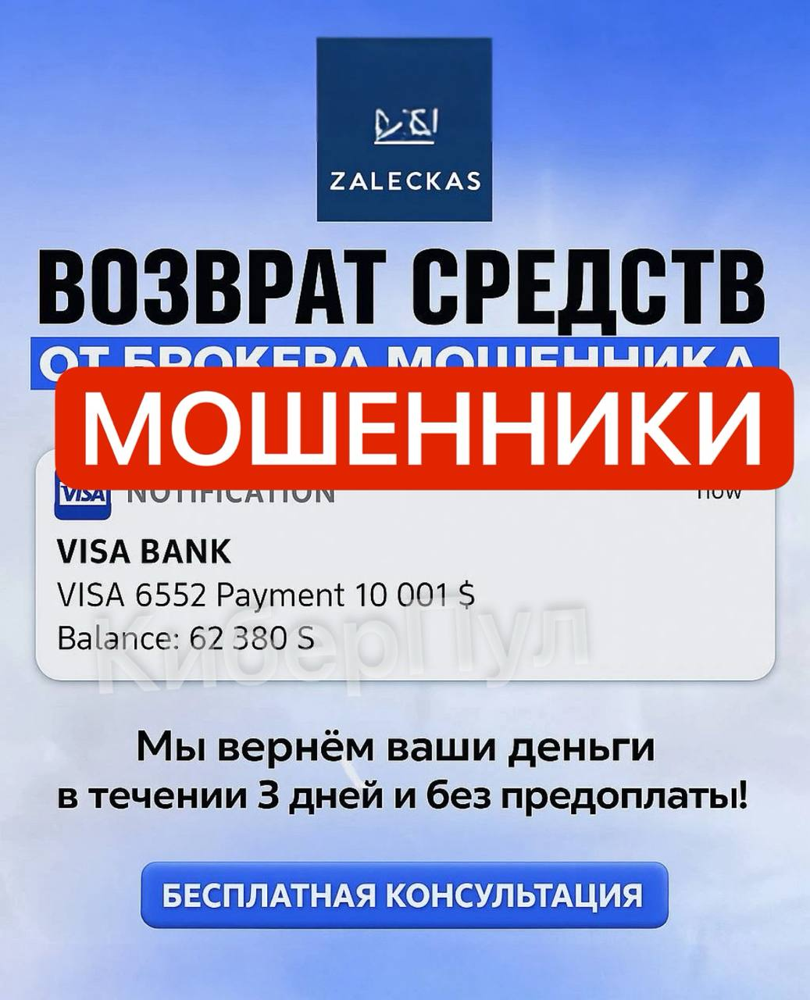 ZALECKAS
ВОЗВРАТ СРЕДСТВ
ОТ БРОКЕРА МОШЕННИКА
МОШЕННИКИ
VISA NOTIFICATION now
VISA BANK
VISA 6552 Payment 10 001 $
Balance: 62 380 S
КиберПул
Мы вернём ваши деньги
в течении 3 дней и без предоплаты!
БЕСПЛАТНАЯ КОНСУЛЬТАЦИЯ